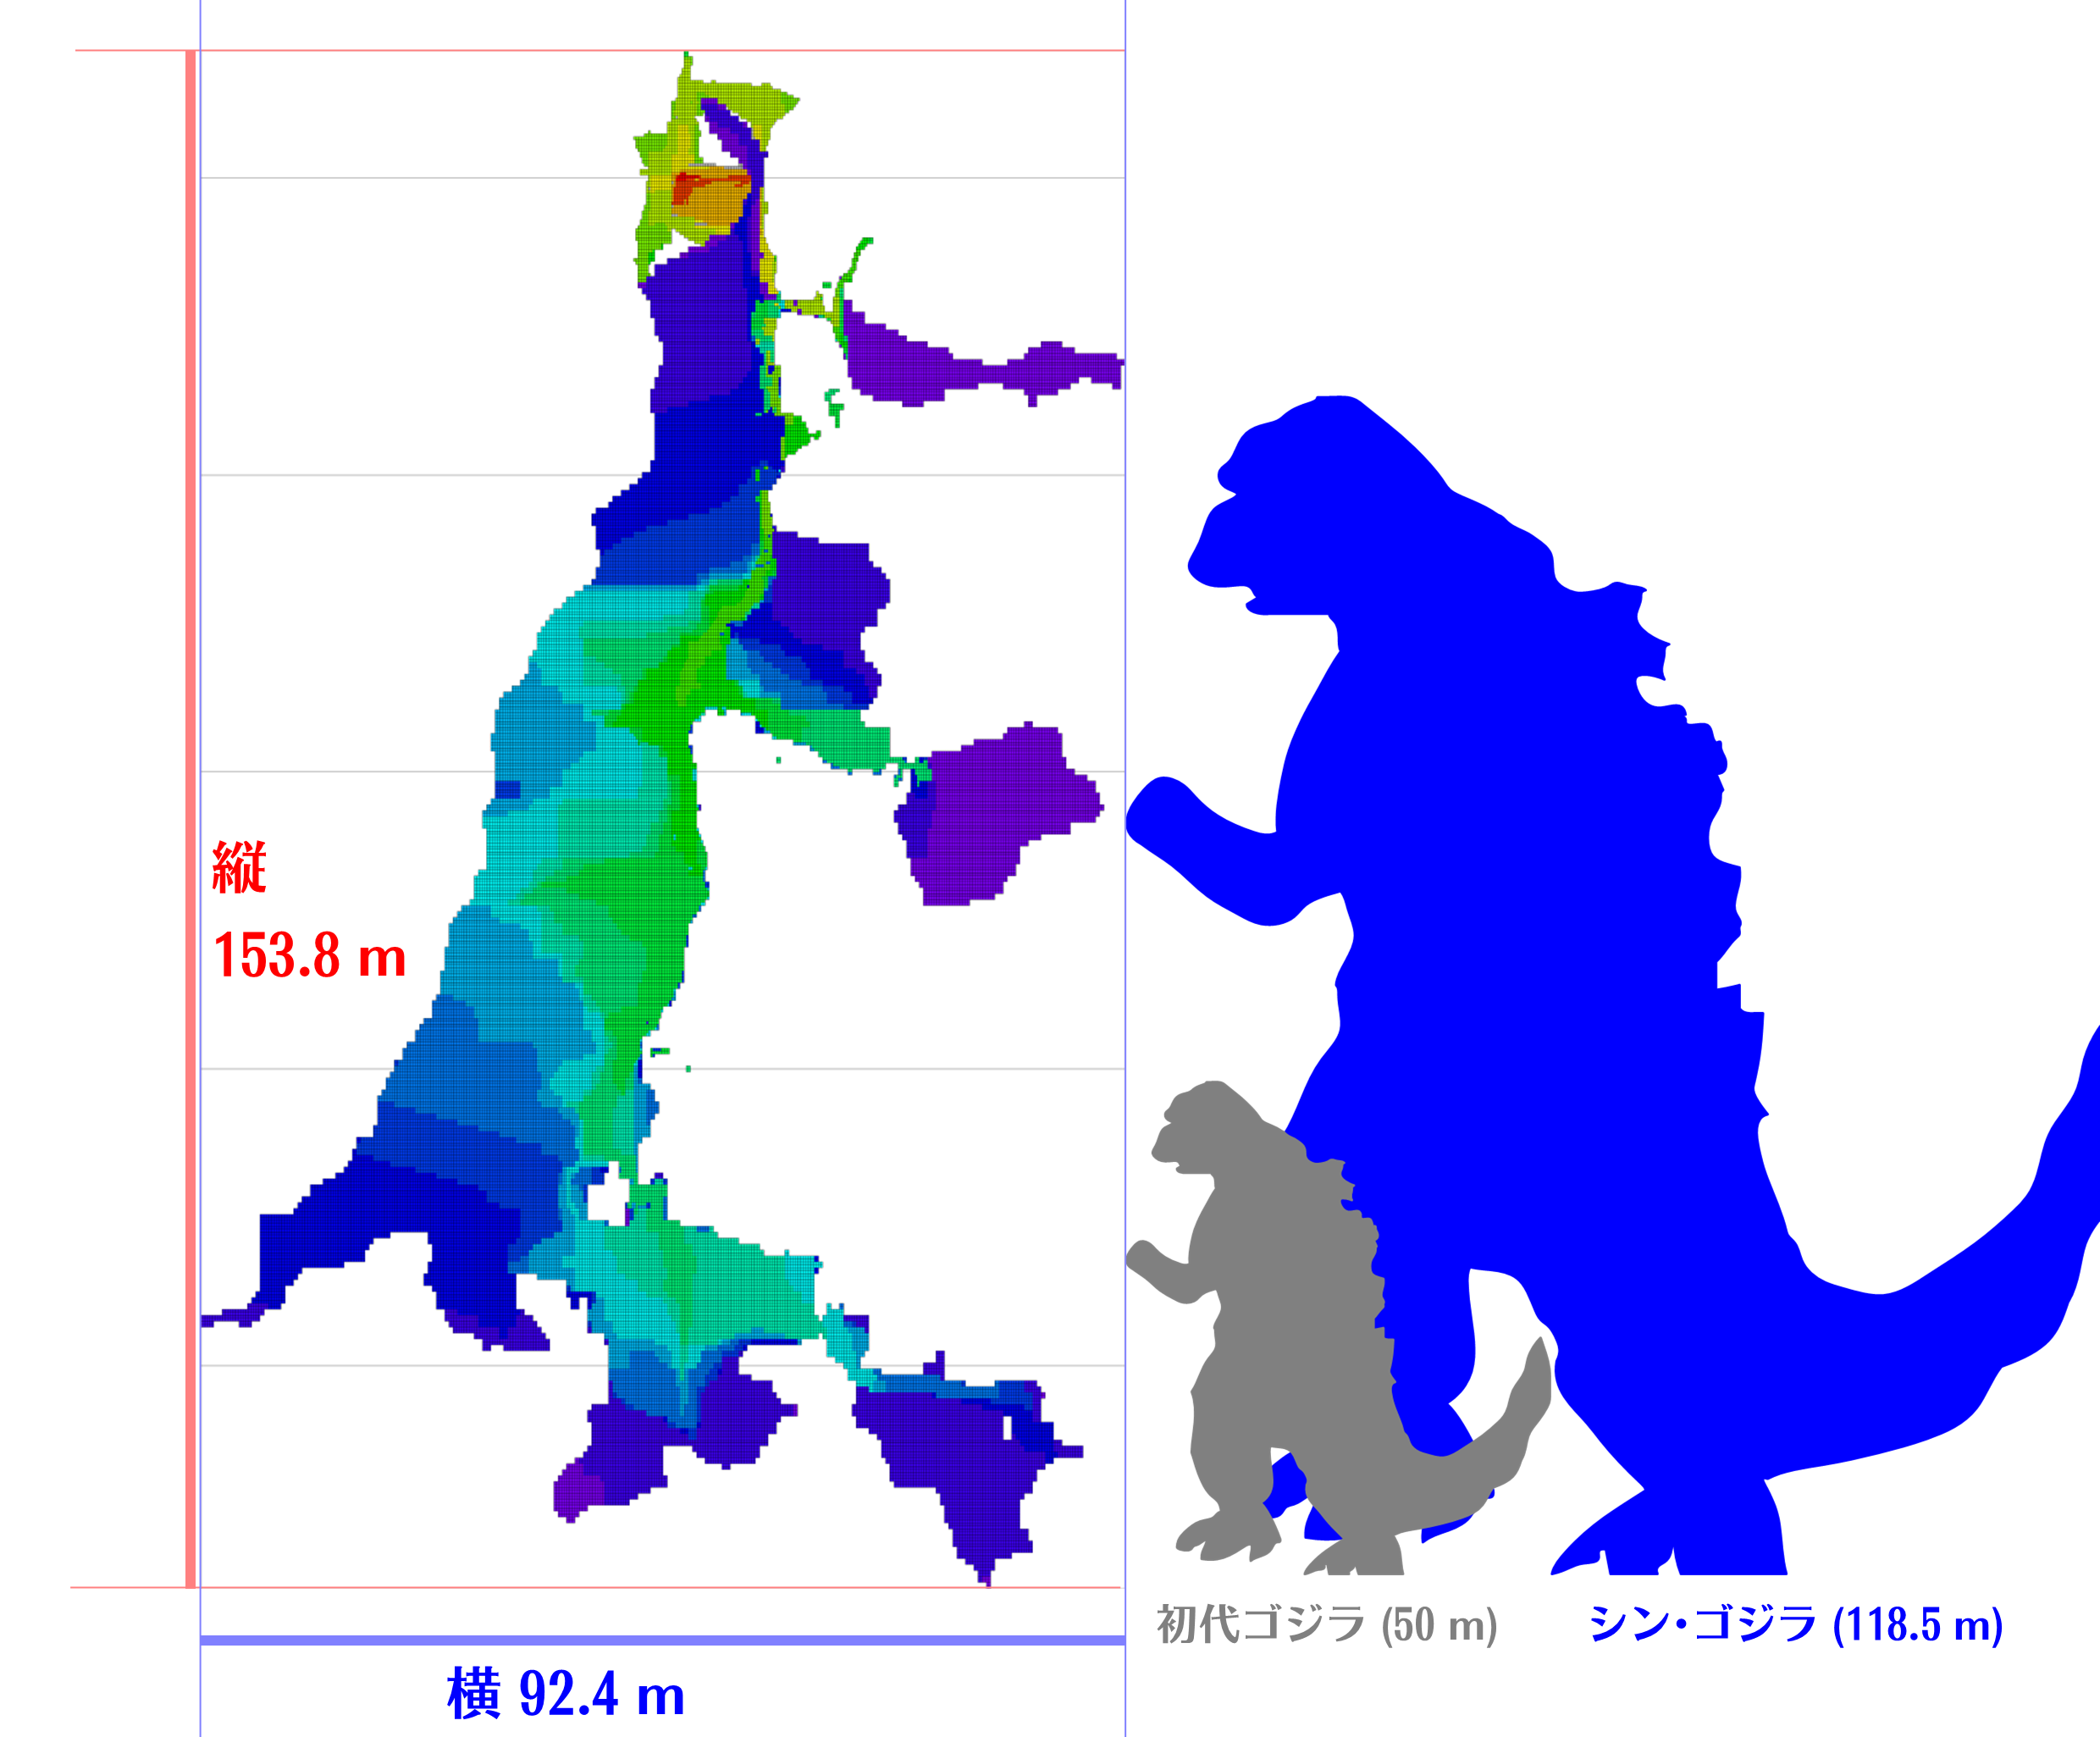 縦
153.8 m
横 92.4 m
初代ゴジラ (50 m)
シン・ゴジラ (118.5 m)